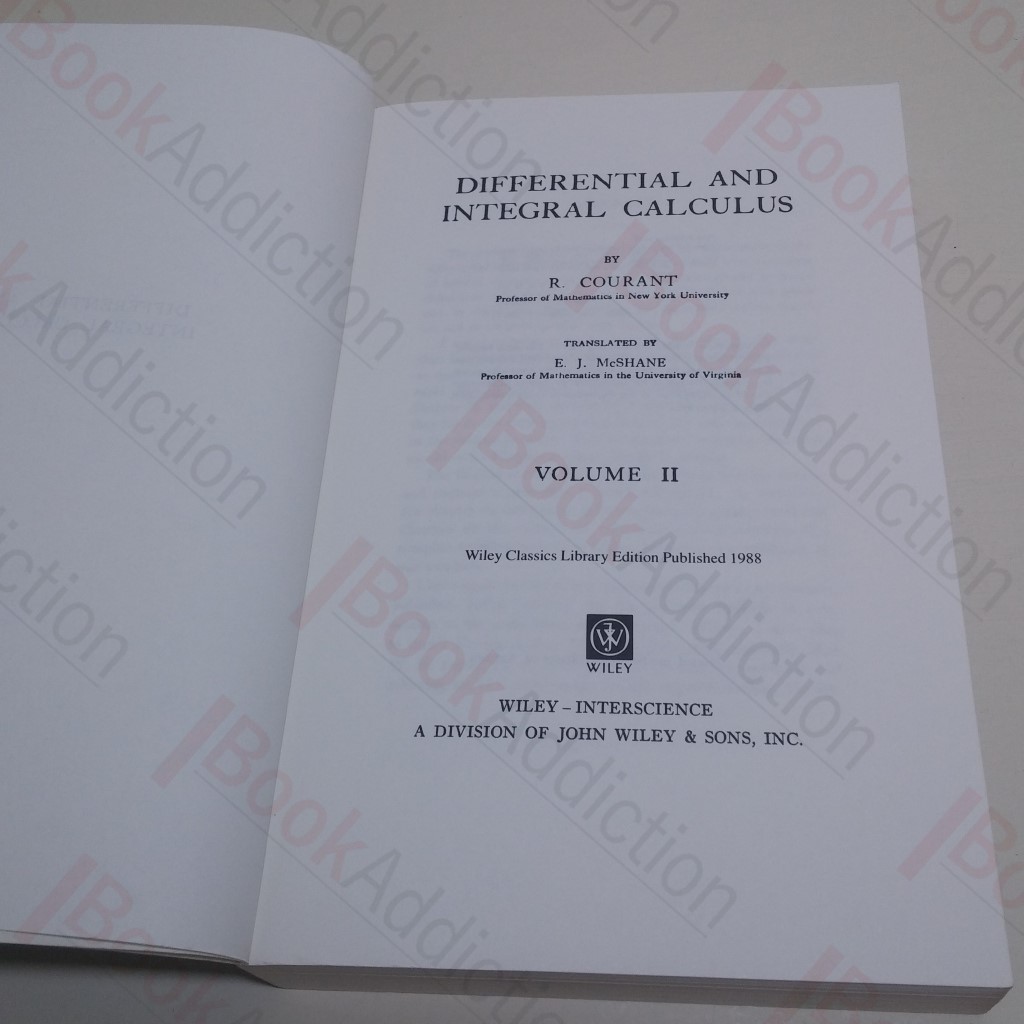 DIFFERENTIAL AND
INTEGRAL CALCULUS
BY
R. COURANT
Professor of Mathematics in New York University
TRANSLATED BY
E. J. McSHANE
Professor of Mathematics in the University of Virginia
VOLUME II
Wiley Classics Library Edition Published 1988
WILEY
WILEY – INTERSCIENCE
A DIVISION OF JOHN WILEY & SONS, INC.
BookAddiction